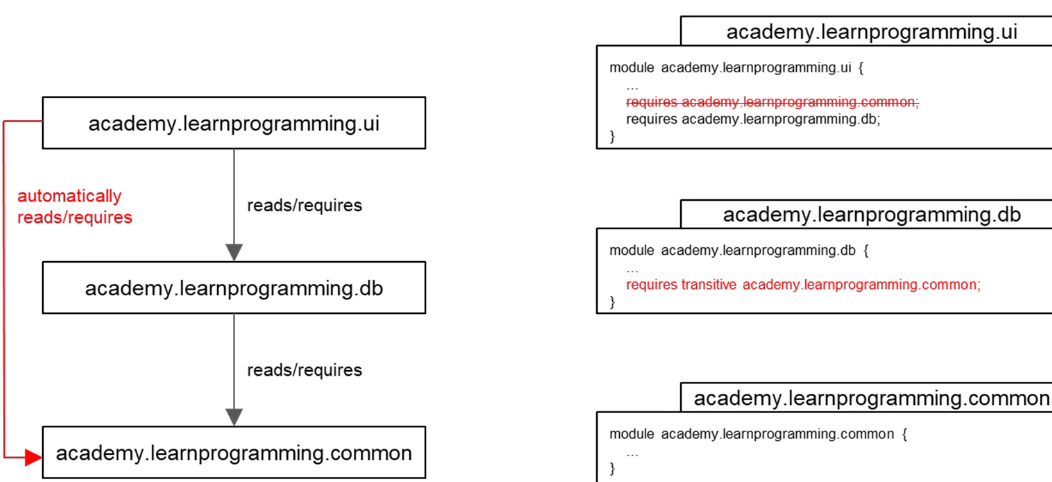 academy.learnprogramming.ui
automatically
reads/requires
reads/requires
academy.learnprogramming.db
reads/requires
academy.learnprogramming.common
academy.learnprogramming.ui
module academy.learnprogramming.ui {
...
requires academy.learnprogramming.common;
requires academy.learnprogramming.db;
}
academy.learnprogramming.db
module academy.learnprogramming.db {
...
requires transitive academy.learnprogramming.common;
}
academy.learnprogramming.common
module academy.learnprogramming.common {
...
}